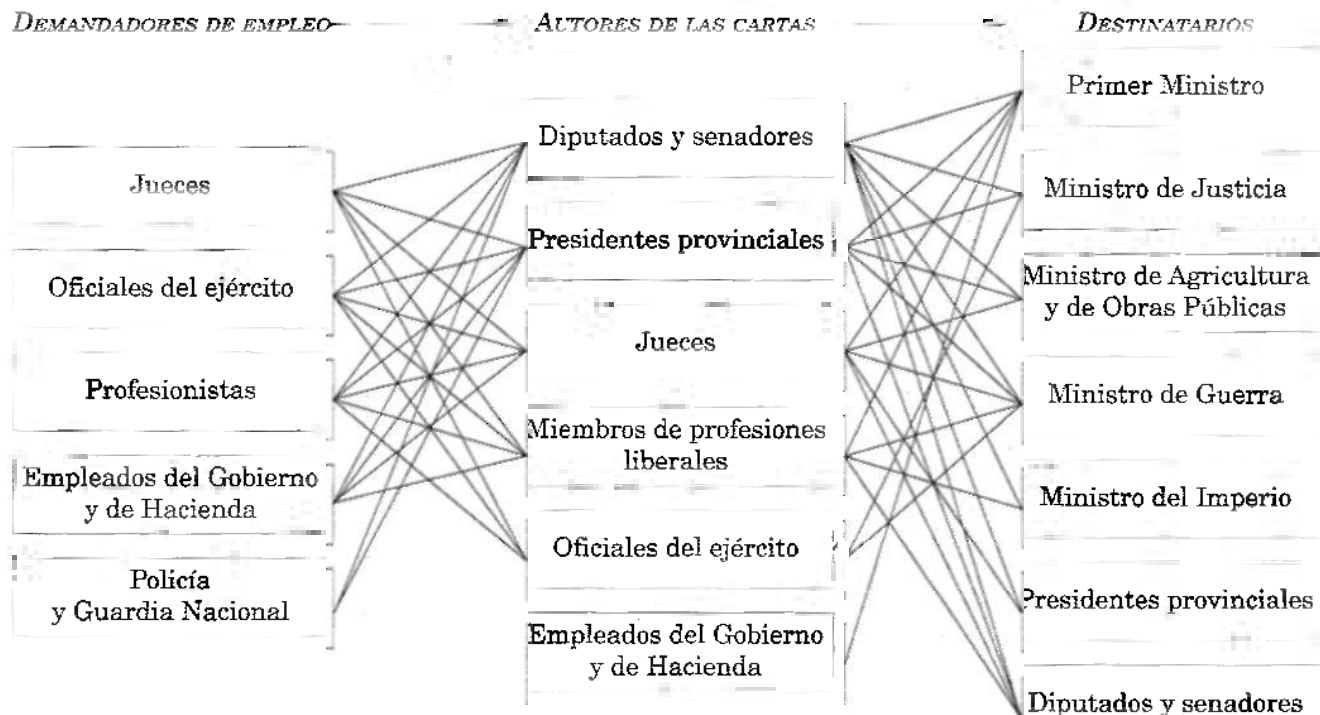 DEMANDADORES DE EMPLEO
AUTORES DE LAS CARTAS
DESTINATARIOS
Jueces
Oficiales del ejército
Profesionistas
Empleados del Gobierno
y de Hacienda
Policía
y Guardia Nacional
Diputados y senadores
Presidentes provinciales
Jueces
Miembros de profesiones
liberales
Oficiales del ejército
Empleados del Gobierno
y de Hacienda
Primer Ministro
Ministro de Justicia
Ministro de Agricultura
y de Obras Públicas
Ministro de Guerra
Ministro del Imperio
Presidentes provinciales
Diputados y senadores